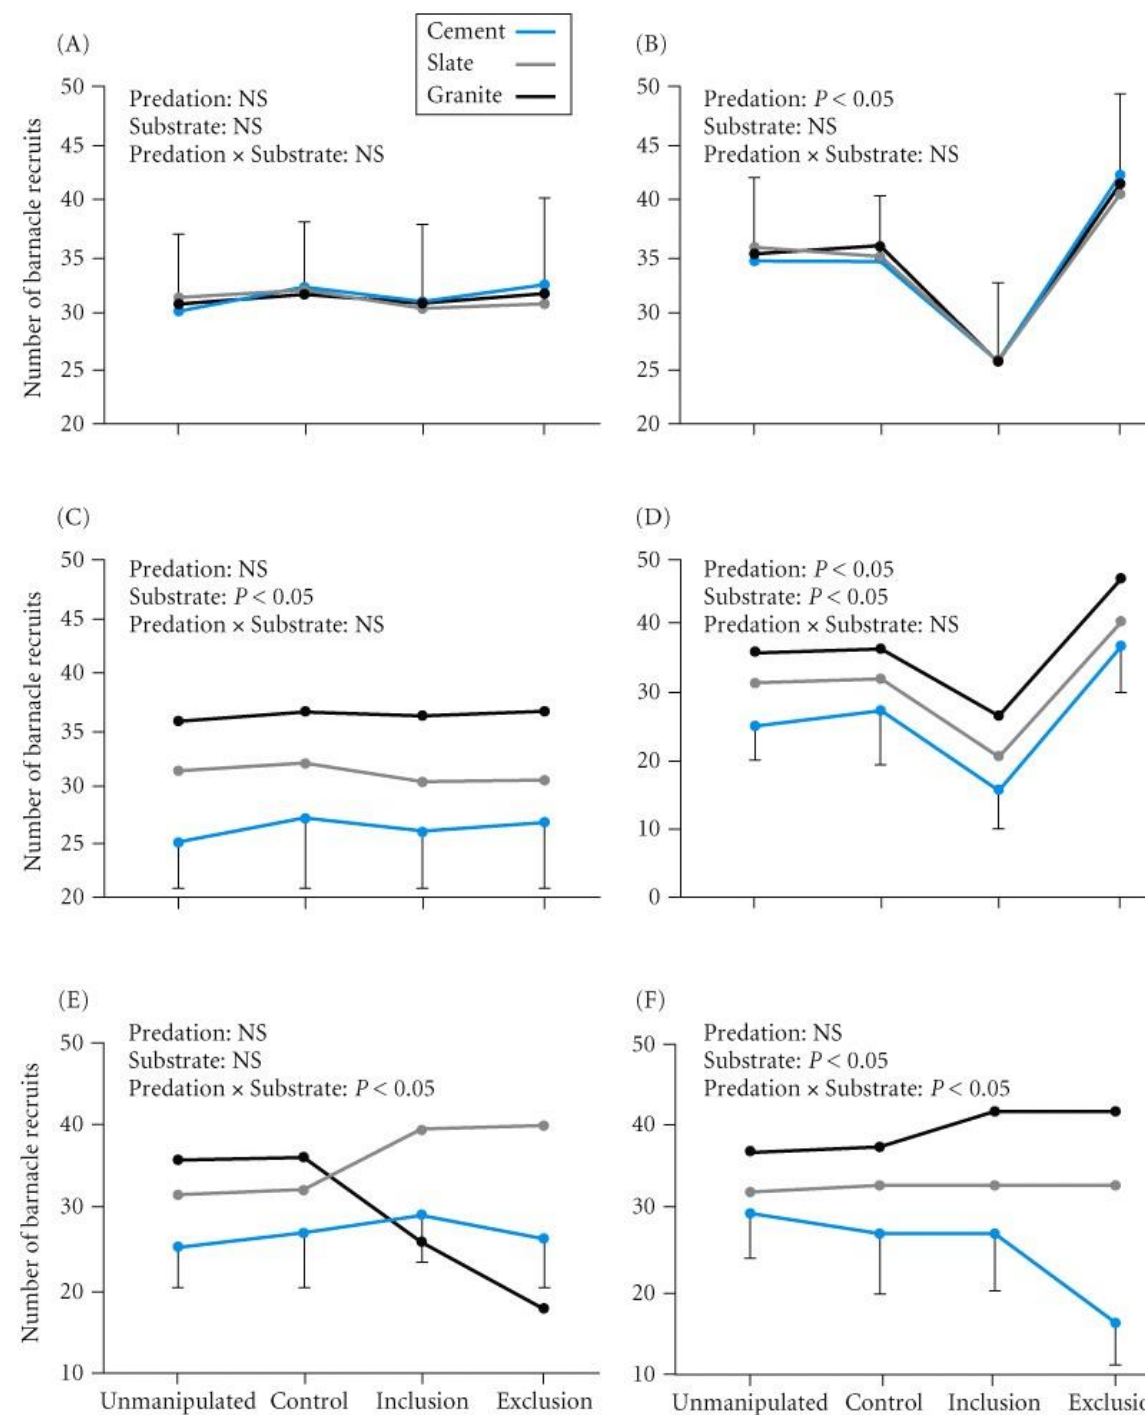 Cement
Slate
Granite
(A)
Predation: NS
Substrate: NS
Predation × Substrate: NS
Number of barnacle recruits
50
45
40
35
30
25
20
(B)
Predation: P < 0.05
Substrate: NS
Predation × Substrate: NS
50
45
40
35
30
25
20
(C)
Predation: NS
Substrate: P < 0.05
Predation × Substrate: NS
Number of barnacle recruits
50
45
40
35
30
25
20
(D)
Predation: P < 0.05
Substrate: P < 0.05
Predation × Substrate: NS
50
40
30
20
10
0
(E)
Predation: NS
Substrate: NS
Predation × Substrate: P < 0.05
Number of barnacle recruits
50
40
30
20
10
Unmanipulated Control Inclusion Exclusion
(F)
Predation: NS
Substrate: P < 0.05
Predation × Substrate: P < 0.05
50
40
30
20
10
Unmanipulated Control Inclusion Exclusio